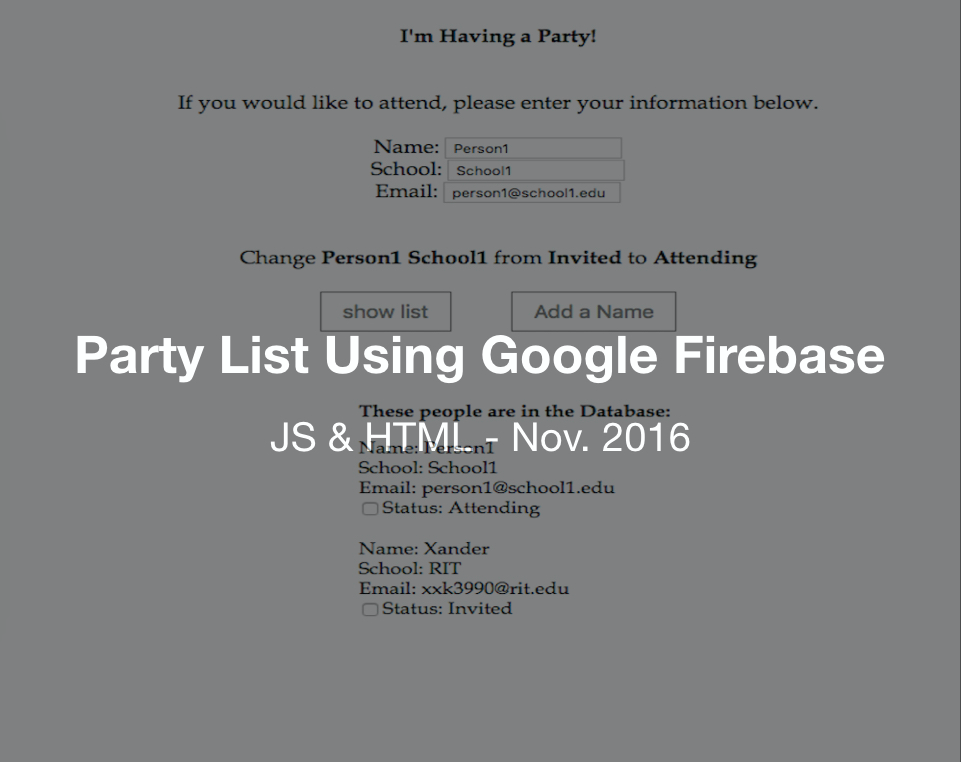 I'm Having a Party!
If you would like to attend, please enter your information below.
Name: Person1
School: School1
Email: person1@school1.edu
Change Person1 School1 from Invited to Attending
show list Add a Name
Party List Using Google Firebase
These people are in the Database:
JS & HTML - Nov. 2016
Name: Person1
School: School1
Email: person1@school1.edu
Status: Attending
Name: Xander
School: RIT
Email: xxk3990@rit.edu
Status: Invited